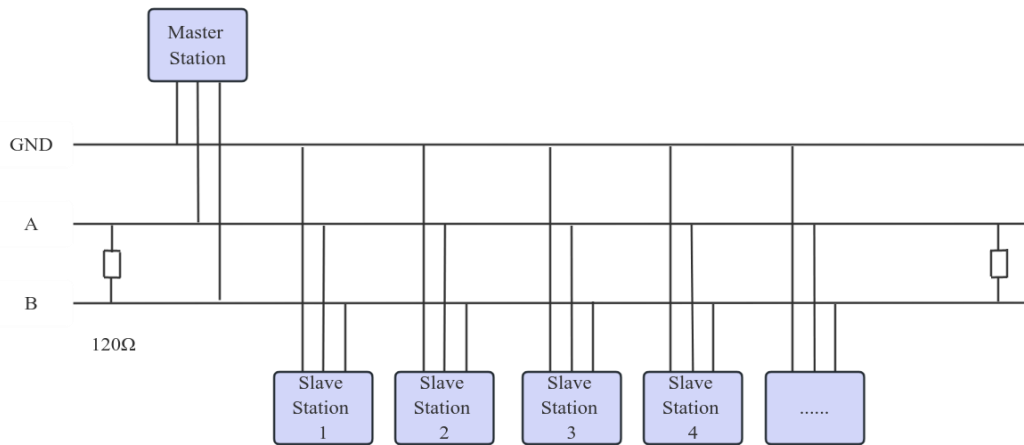 Master
Station
GND
A
B
120Ω
Slave
Station
1
Slave
Station
2
Slave
Station
3
Slave
Station
4
......